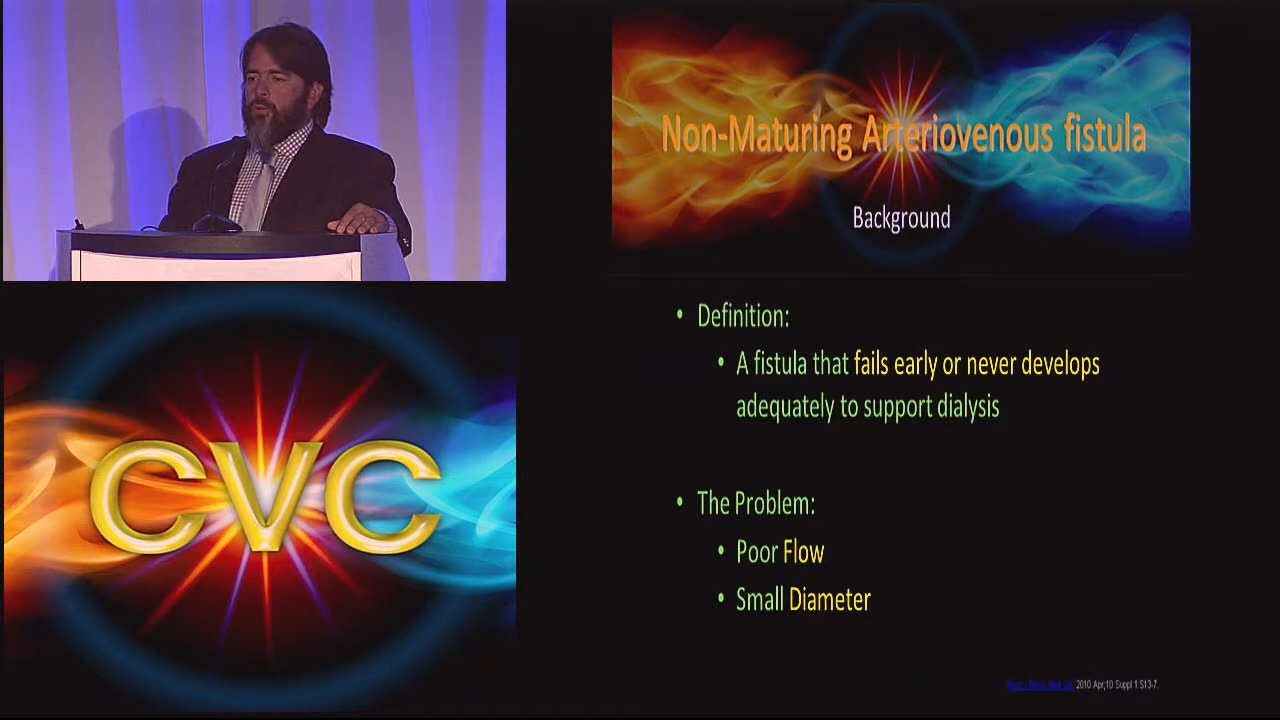 Non-Maturing Arteriovenous fistula
Background
• Definition:
• A fistula that fails early or never develops
adequately to support dialysis
• The Problem:
• Poor Flow
• Small Diameter
2010 Apr;10 Suppl 1:S13-7.
CVC